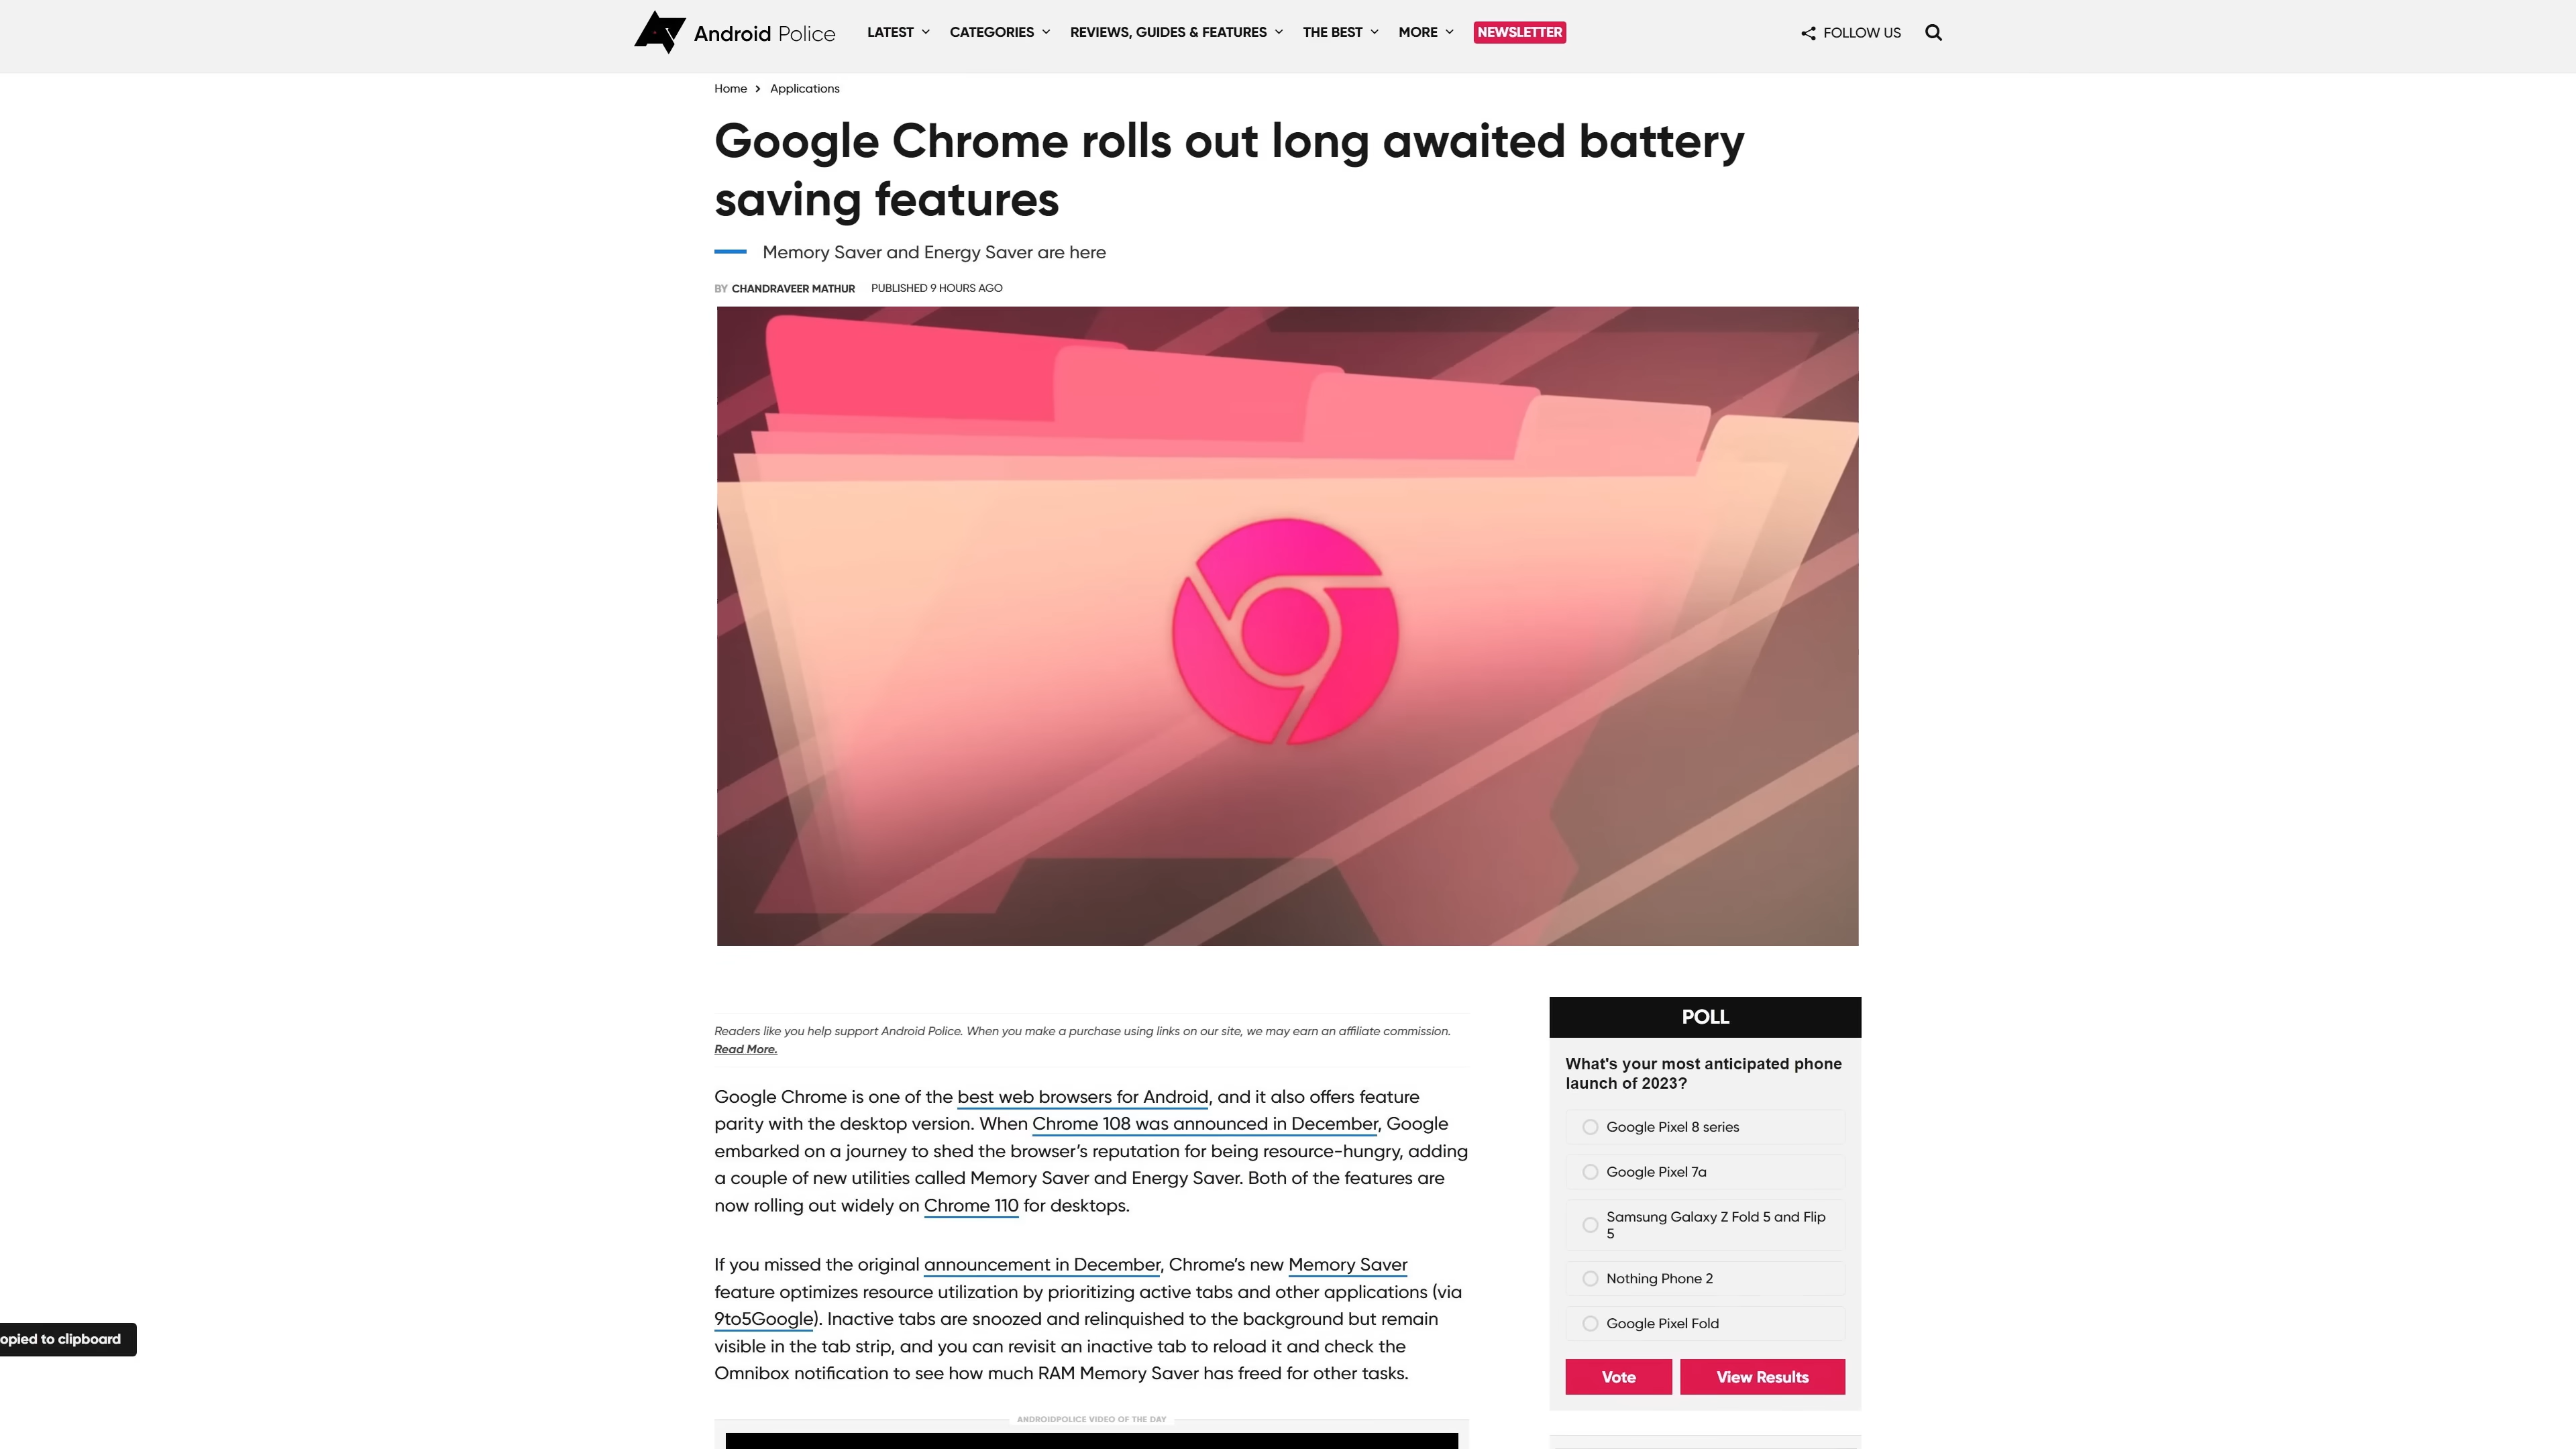 Android Police
LATEST
CATEGORIES
REVIEWS, GUIDES & FEATURES
THE BEST
MORE
NEWSLETTER
FOLLOW US
Home
Applications
Google Chrome rolls out long awaited battery
saving features
Memory Saver and Energy Saver are here
BY CHANDRAVEER MATHUR PUBLISHED 9 HOURS AGO
Readers like you help support Android Police. When you make a purchase using links on our site, we may earn an affiliate commission.
Read More.
Google Chrome is one of the best web browsers for Android, and it also offers feature
parity with the desktop version. When Chrome 108 was announced in December, Google
embarked on a journey to shed the browser’s reputation for being resource-hungry, adding
a couple of new utilities called Memory Saver and Energy Saver. Both of the features are
now rolling out widely on Chrome 110 for desktops.
If you missed the original announcement in December, Chrome’s new Memory Saver
feature optimizes resource utilization by prioritizing active tabs and other applications (via
9to5Google). Inactive tabs are snoozed and relinquished to the background but remain
visible in the tab strip, and you can revisit an inactive tab to reload it and check the
Omnibox notification to see how much RAM Memory Saver has freed for other tasks.
ANDROIDPOLICE VIDEO OF THE DAY
POLL
What's your most anticipated phone
launch of 2023?
Google Pixel 8 series
Google Pixel 7a
Samsung Galaxy Z Fold 5 and Flip
5
Nothing Phone 2
Google Pixel Fold
Vote
View Results
opied to clipboard